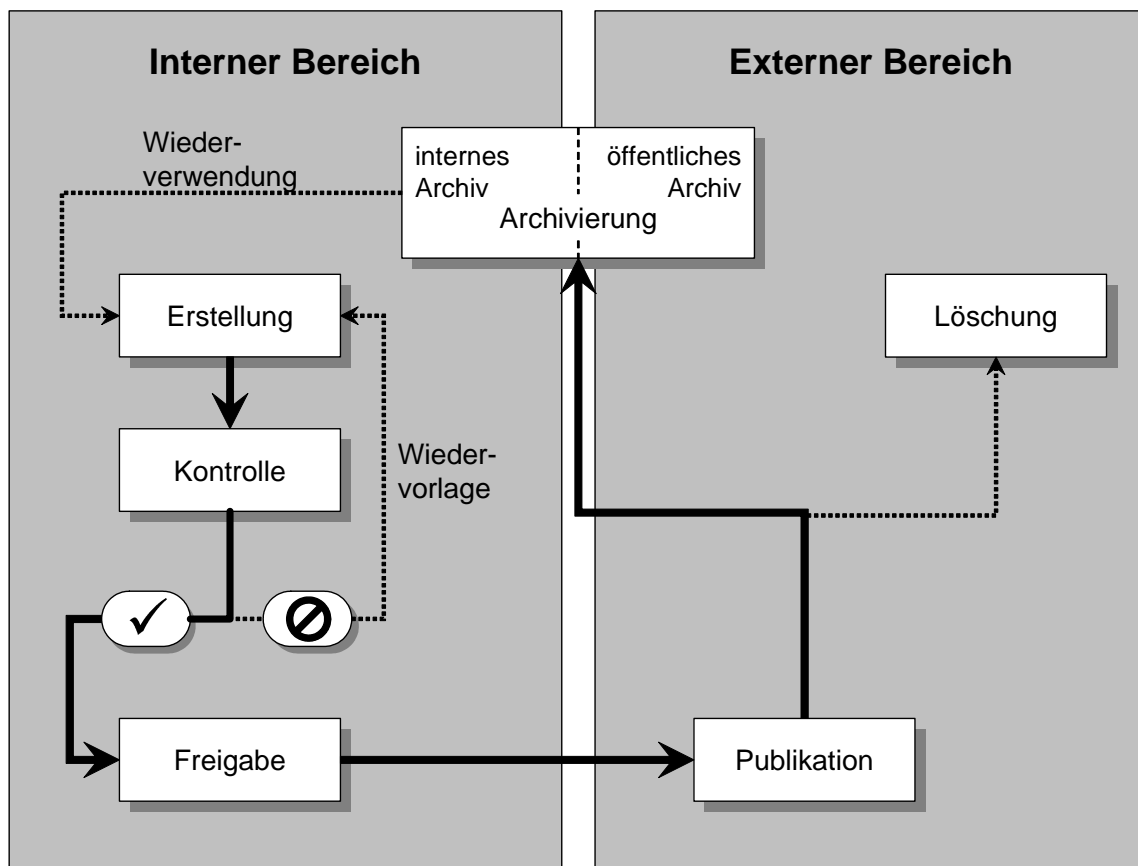 Interner Bereich
Externer Bereich
Wieder-
verwendung
internes
Archiv
öffentliches
Archiv
Archivierung
Erstellung
Löschung
Kontrolle
Wieder-
vorlage
Freigabe
Publikation